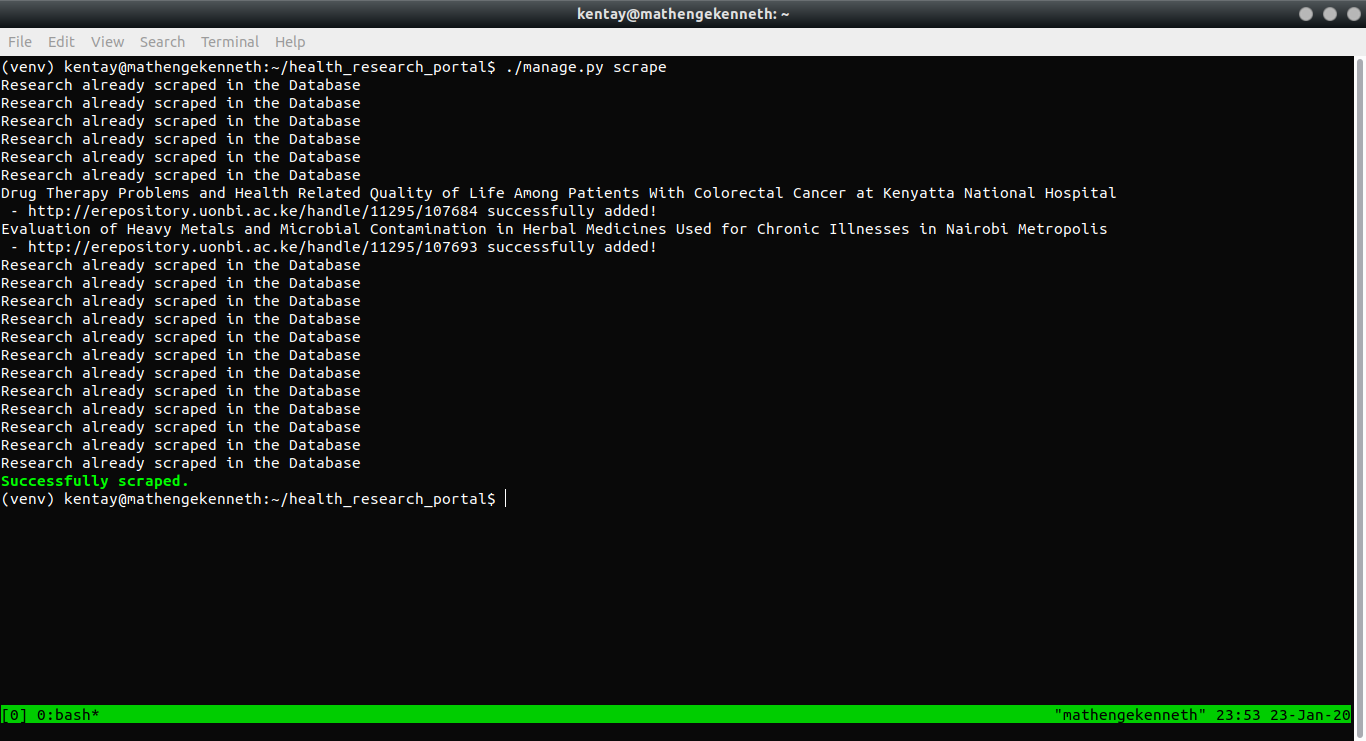 kentay@mathengekenneth: ~
File Edit View Search Terminal Help
(venv) kentay@mathengekenneth:~/health_research_portal$ ./manage.py scrape
Research already scraped in the Database
Research already scraped in the Database
Research already scraped in the Database
Research already scraped in the Database
Research already scraped in the Database
Research already scraped in the Database
Drug Therapy Problems and Health Related Quality of Life Among Patients With Colorectal Cancer at Kenyatta National Hospital
 - http://erepository.uonbi.ac.ke/handle/11295/107684 successfully added!
Evaluation of Heavy Metals and Microbial Contamination in Herbal Medicines Used for Chronic Illnesses in Nairobi Metropolis
 - http://erepository.uonbi.ac.ke/handle/11295/107693 successfully added!
Research already scraped in the Database
Research already scraped in the Database
Research already scraped in the Database
Research already scraped in the Database
Research already scraped in the Database
Research already scraped in the Database
Research already scraped in the Database
Research already scraped in the Database
Research already scraped in the Database
Research already scraped in the Database
Research already scraped in the Database
Research already scraped in the Database
Successfully scraped.
(venv) kentay@mathengekenneth:~/health_research_portal$
[0] 0:bash* "mathengekenneth" 23:53 23-Jan-20